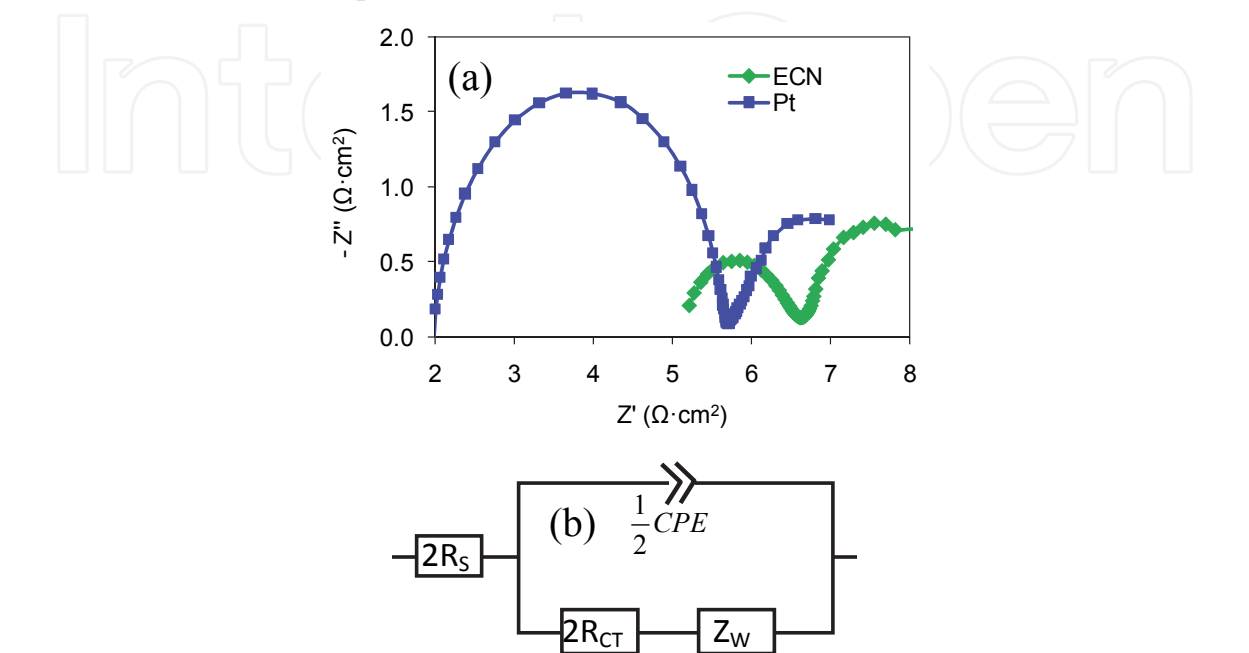 2.0
(a)
ECN
Pt
1.5
1.0
0.5
0.0
- Z'' (Ω·cm²)
2 3 4 5 6 7 8
Z' (Ω·cm²)
(b)
1/2 CPE
2R_S
2R_CT
Z_W